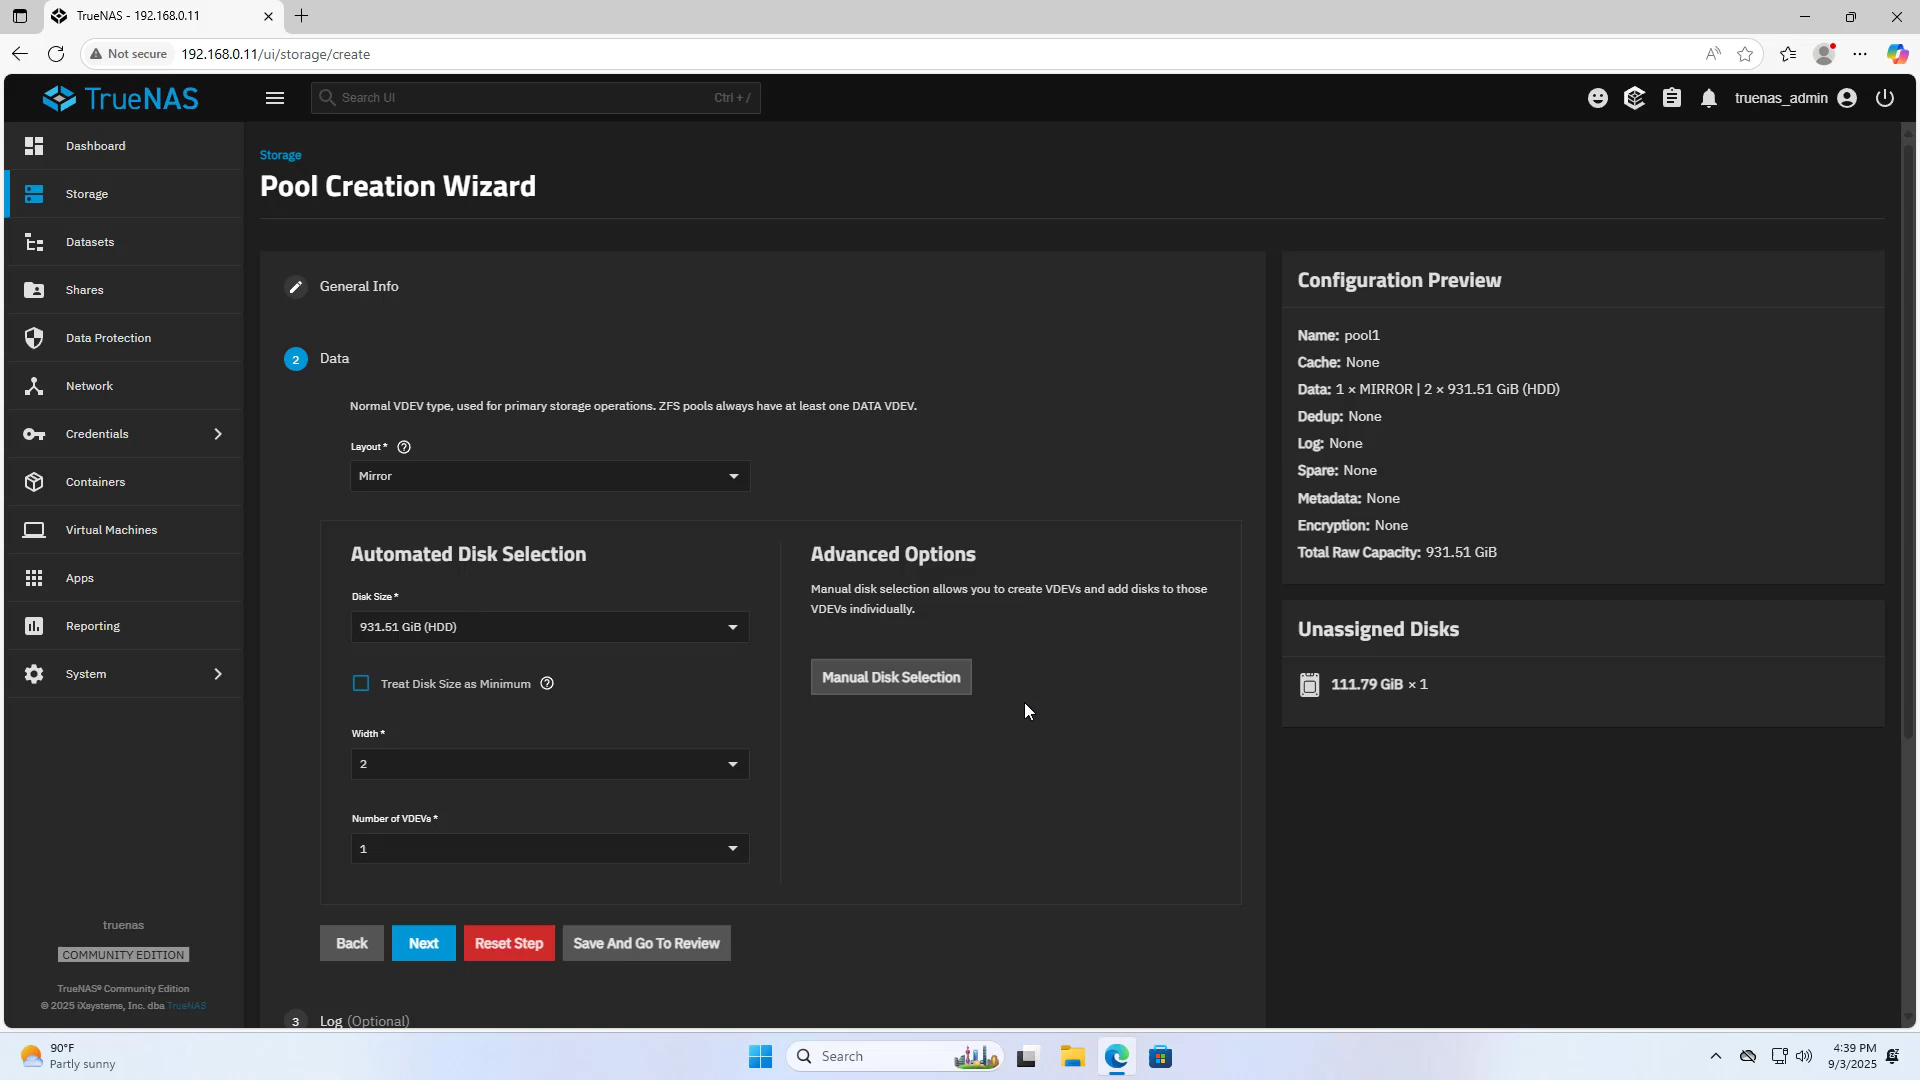 TrueNAS - 192.168.0.11
Not secure
192.168.0.11/ui/storage/create
TrueNAS
Search UI
Ctrl + /
truenas_admin
Dashboard
Storage
Datasets
Shares
Data Protection
Network
Credentials
Containers
Virtual Machines
Apps
Reporting
System
truenas
COMMUNITY EDITION
TrueNAS® Community Edition
© 2025 iXsystems, Inc. dba TrueNAS
Storage
Pool Creation Wizard
General Info
2 Data
Normal VDEV type, used for primary storage operations. ZFS pools always have at least one DATA VDEV.
Layout *
Mirror
Automated Disk Selection
Disk Size *
931.51 GiB (HDD)
Treat Disk Size as Minimum
Width *
2
Number of VDEVs *
1
Advanced Options
Manual disk selection allows you to create VDEVs and add disks to those
VDEVs individually.
Manual Disk Selection
Back
Next
Reset Step
Save And Go To Review
3 Log (Optional)
Configuration Preview
Name: pool1
Cache: None
Data: 1 × MIRROR | 2 × 931.51 GiB (HDD)
Dedup: None
Log: None
Spare: None
Metadata: None
Encryption: None
Total Raw Capacity: 931.51 GiB
Unassigned Disks
111.79 GiB × 1
90°F
Partly sunny
Search
4:39 PM
9/3/2025